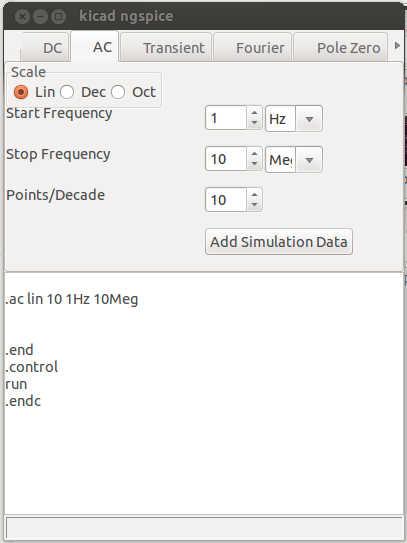 kicad ngspice
DC AC Transient Fourier Pole Zero
Scale
Lin Dec Oct
Start Frequency 1 Hz
Stop Frequency 10 Meg
Points/Decade 10
Add Simulation Data
.ac lin 10 1Hz 10Meg
.end
.control
run
.endc